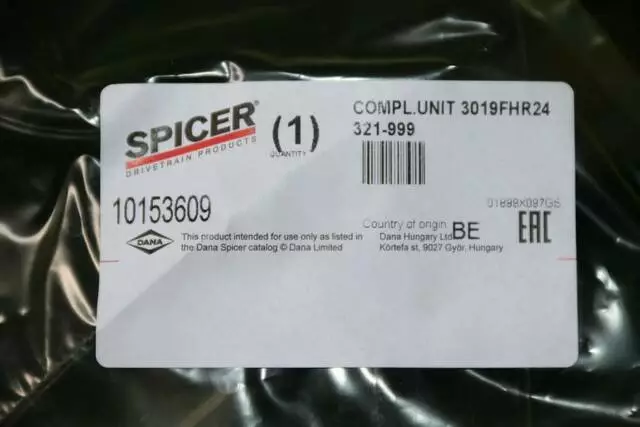 SPICER®
DRIVETRAIN PRODUCTS
(1)
QUANTITY
COMPL.UNIT 3019FHR24
321-999
10153609
DANA
This product intended for use only as listed in
the Dana Spicer catalog © Dana Limited
Country of origin BE
Dana Hungary Ltd.
Körtefa st, 9027 Győr, Hungary
EAC